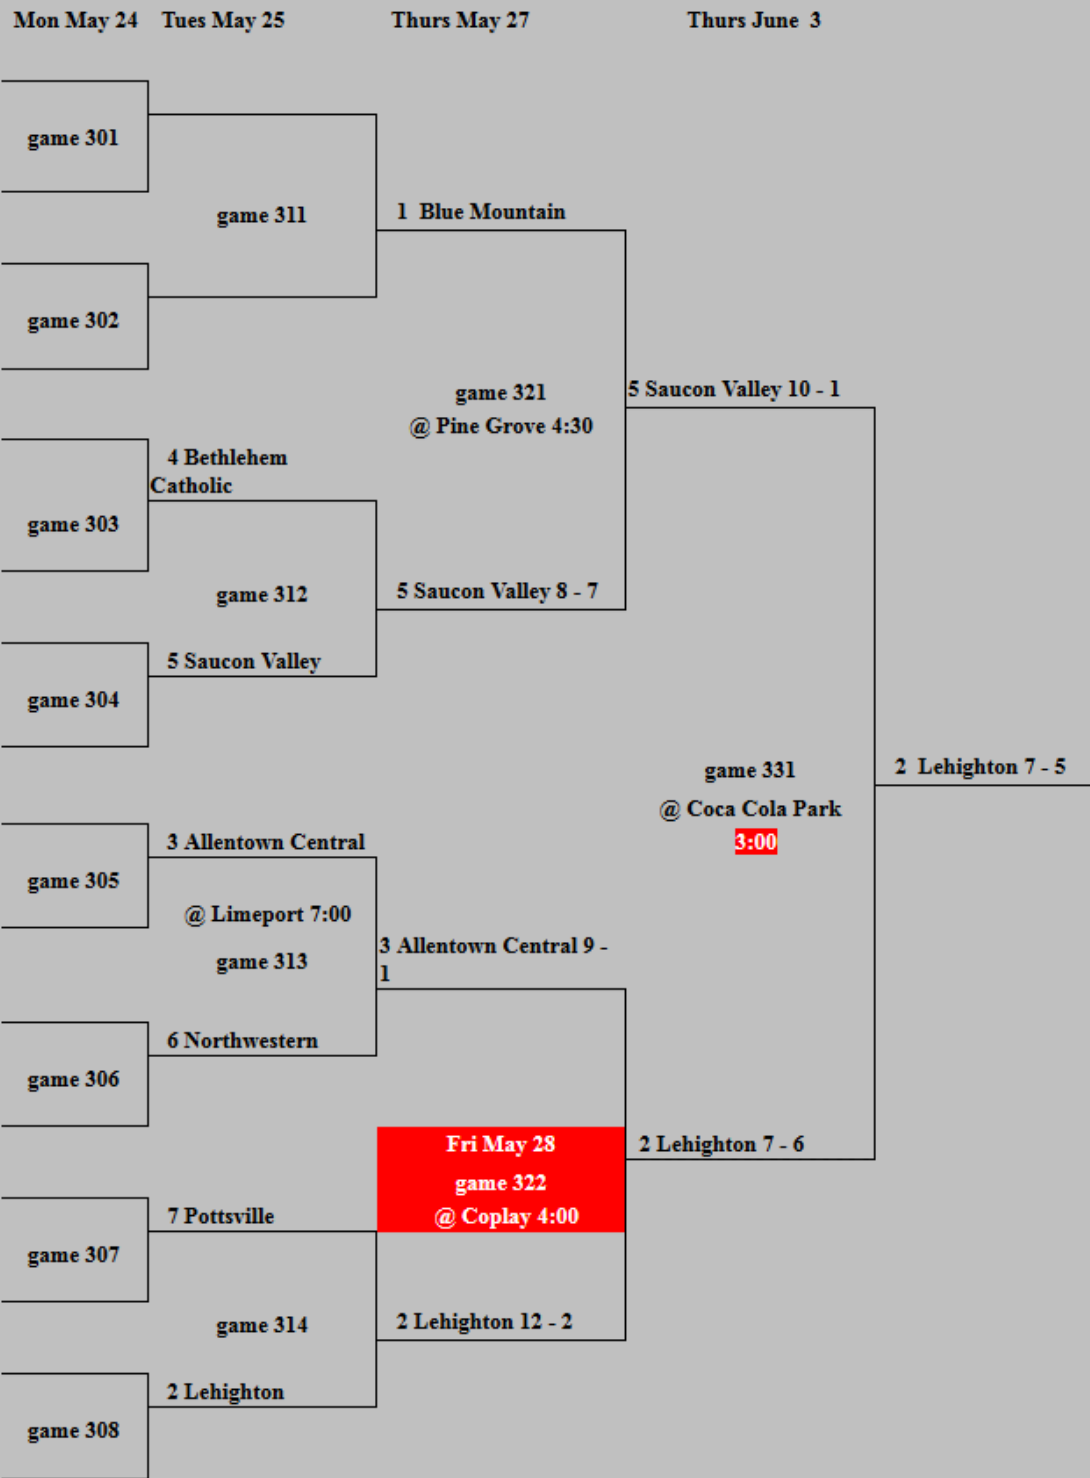 Mon May 24 Tues May 25 Thurs May 27 Thurs June 3
game 301
game 311
1 Blue Mountain
game 302
game 321
@ Pine Grove 4:30
5 Saucon Valley 10 - 1
4 Bethlehem
Catholic
game 303
game 312
5 Saucon Valley 8 - 7
5 Saucon Valley
game 304
game 331
@ Coca Cola Park
3:00
2 Lehighton 7 - 5
3 Allentown Central
game 305
@ Limeport 7:00
game 313
3 Allentown Central 9 -
1
6 Northwestern
game 306
Fri May 28
game 322
@ Coplay 4:00
2 Lehighton 7 - 6
7 Pottsville
game 307
game 314
2 Lehighton 12 - 2
2 Lehighton
game 308